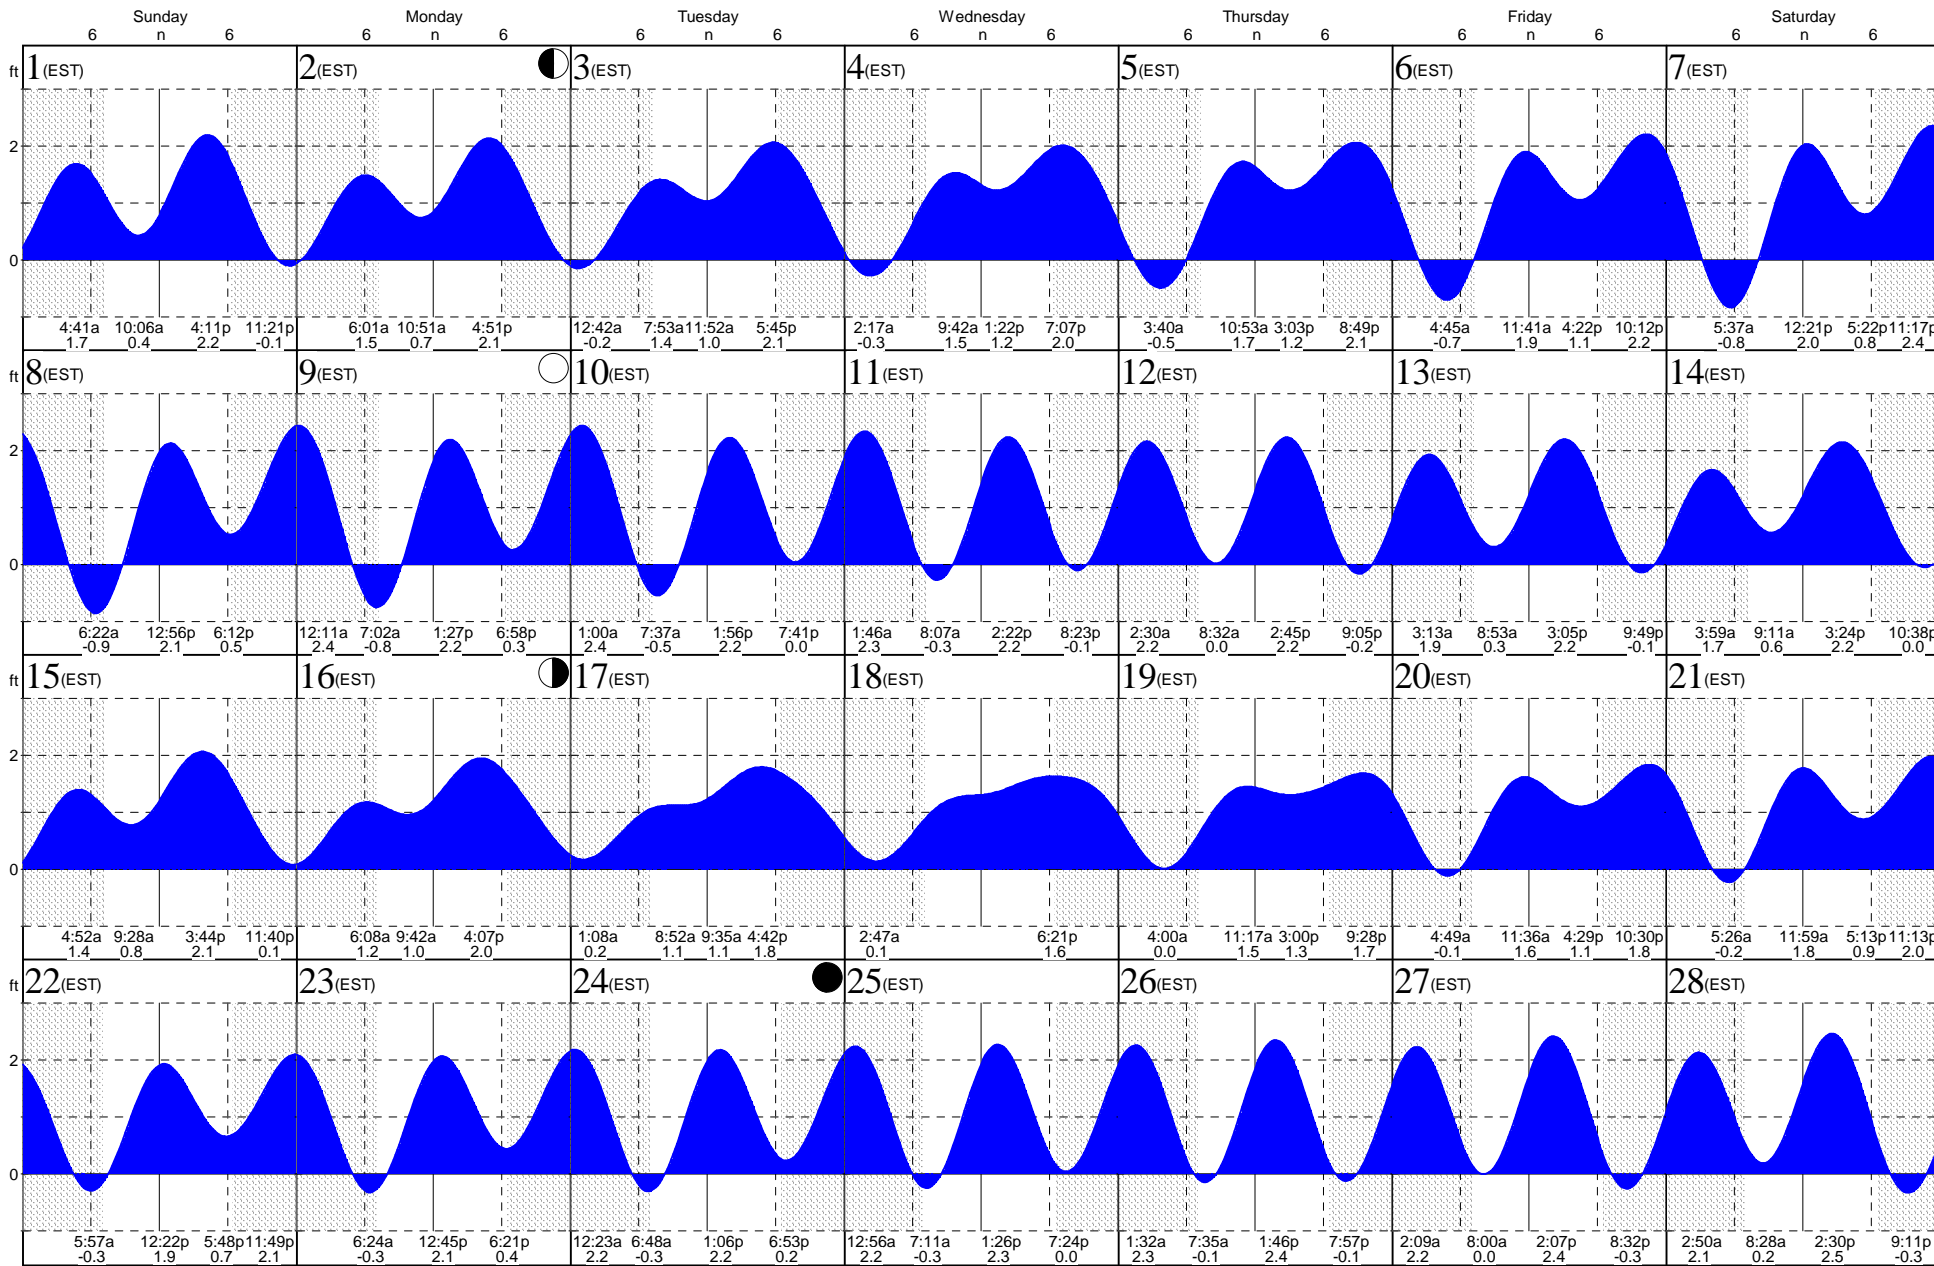 Sunday Monday Tuesday Wednesday Thursday Friday Saturday
6 n 6 6 n 6 6 n 6 6 n 6 6 n 6 6 n 6 6 n 6
ft 1(EST) 2(EST) 3(EST) 4(EST) 5(EST) 6(EST) 7(EST)
2
0
4:41a 10:06a 4:11p 11:21p 6:01a 10:51a 4:51p 12:42a 7:53a 11:52a 5:45p 2:17a 9:42a 1:22p 7:07p 3:40a 10:53a 3:03p 8:49p 4:45a 11:41a 4:22p 10:12p 5:37a 12:21p 5:22p 11:17p
1.7 0.4 2.2 -0.1 1.5 0.7 2.1 -0.2 1.4 1.0 2.1 -0.3 1.5 1.2 2.0 -0.5 1.7 1.2 2.1 -0.7 1.9 1.1 2.2 -0.8 2.0 0.8 2.4
ft 8(EST) 9(EST) 10(EST) 11(EST) 12(EST) 13(EST) 14(EST)
2
0
6:22a 12:56p 6:12p 12:11a 7:02a 1:27p 6:58p 1:00a 7:37a 1:56p 7:41p 1:46a 8:07a 2:22p 8:23p 2:30a 8:32a 2:45p 9:05p 3:13a 8:53a 3:05p 9:49p 3:59a 9:11a 3:24p 10:38p
-0.9 2.1 0.5 2.4 -0.8 2.2 0.3 2.4 -0.5 2.2 0.0 2.3 -0.3 2.2 -0.1 2.2 0.0 2.2 -0.2 1.9 0.3 2.2 -0.1 1.7 0.6 2.2 0.0
ft 15(EST) 16(EST) 17(EST) 18(EST) 19(EST) 20(EST) 21(EST)
2
0
4:52a 9:28a 3:44p 11:40p 6:08a 9:42a 4:07p 1:08a 8:52a 9:35a 4:42p 2:47a 6:21p 4:00a 11:17a 3:00p 9:28p 4:49a 11:36a 4:29p 10:30p 5:26a 11:59a 5:13p 11:13p
1.4 0.8 2.1 0.1 1.2 1.0 2.0 0.2 1.1 1.1 1.8 0.1 1.6 0.0 1.5 1.3 1.7 -0.1 1.6 1.1 1.8 -0.2 1.8 0.9 2.0
ft 22(EST) 23(EST) 24(EST) 25(EST) 26(EST) 27(EST) 28(EST)
2
0
5:57a 12:22p 5:48p 11:49p 6:24a 12:45p 6:21p 12:23a 6:48a 1:06p 6:53p 12:56a 7:11a 1:26p 7:24p 1:32a 7:35a 1:46p 7:57p 2:09a 8:00a 2:07p 8:32p 2:50a 8:28a 2:30p 9:11p
-0.3 1.9 0.7 2.1 -0.3 2.1 0.4 2.2 -0.3 2.2 0.2 2.2 -0.3 2.3 0.0 2.3 -0.1 2.4 -0.1 2.2 0.0 2.4 -0.3 2.1 0.2 2.5 -0.3